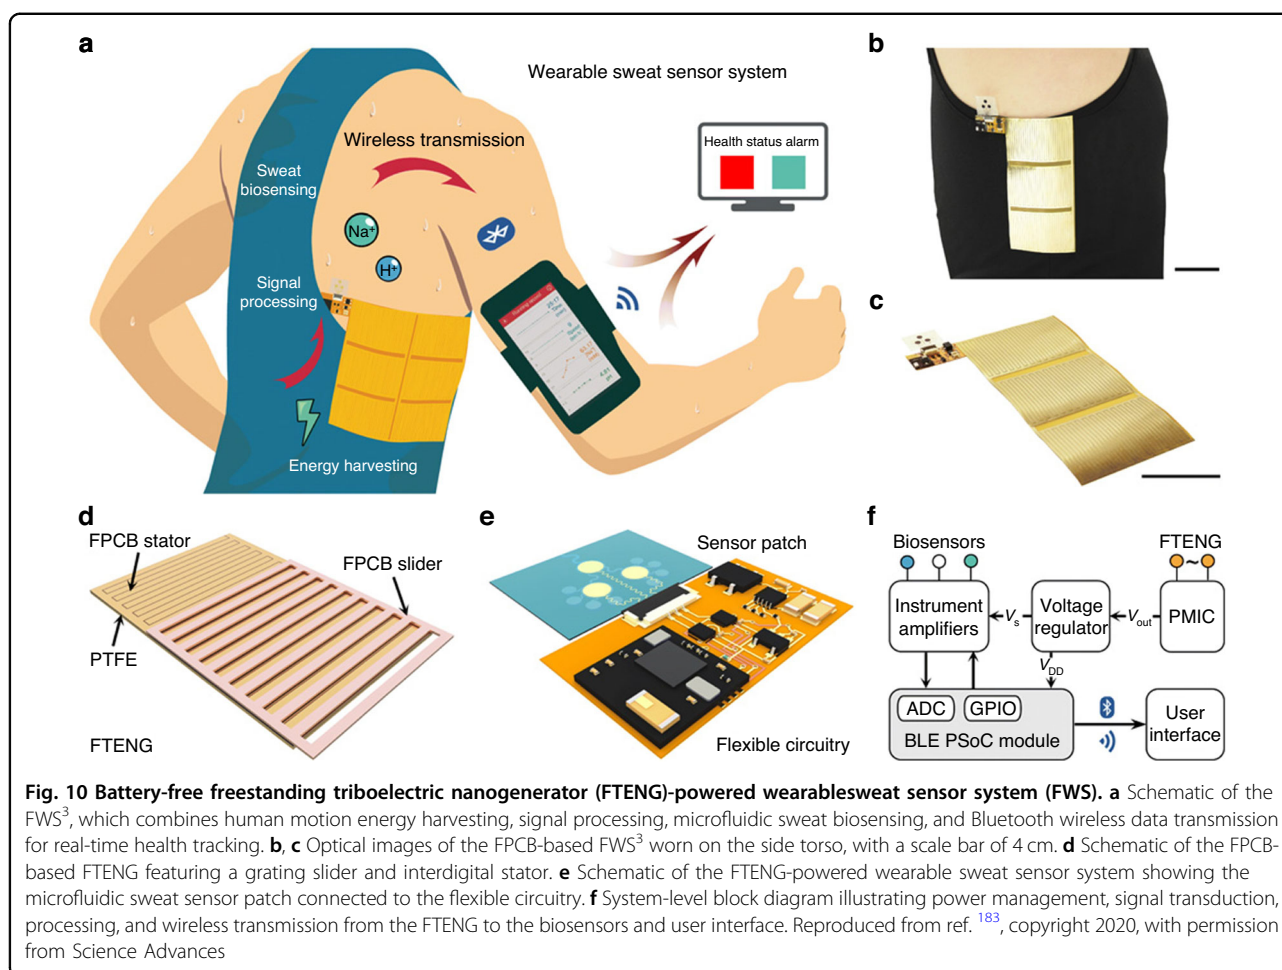 a
Wearable sweat sensor system
Wireless transmission
Health status alarm
Sweat
biosensing
Na⁺
H⁺
Signal
processing
Energy harvesting
b
c
d
FPCB stator
FPCB slider
PTFE
FTENG
e
Sensor patch
Flexible circuitry
f
Biosensors
FTENG
Instrument
amplifiers
Vs
Voltage
regulator
Vout
PMIC
VDD
ADC
GPIO
BLE PSoC module
User
interface
Fig. 10 Battery-free freestanding triboelectric nanogenerator (FTENG)-powered wearablesweat sensor system (FWS). a Schematic of the
FWS³, which combines human motion energy harvesting, signal processing, microfluidic sweat biosensing, and Bluetooth wireless data transmission
for real-time health tracking. b, c Optical images of the FPCB-based FWS³ worn on the side torso, with a scale bar of 4 cm. d Schematic of the FPCB-
based FTENG featuring a grating slider and interdigital stator. e Schematic of the FTENG-powered wearable sweat sensor system showing the
microfluidic sweat sensor patch connected to the flexible circuitry. f System-level block diagram illustrating power management, signal transduction,
processing, and wireless transmission from the FTENG to the biosensors and user interface. Reproduced from ref. ¹⁸³, copyright 2020, with permission
from Science Advances